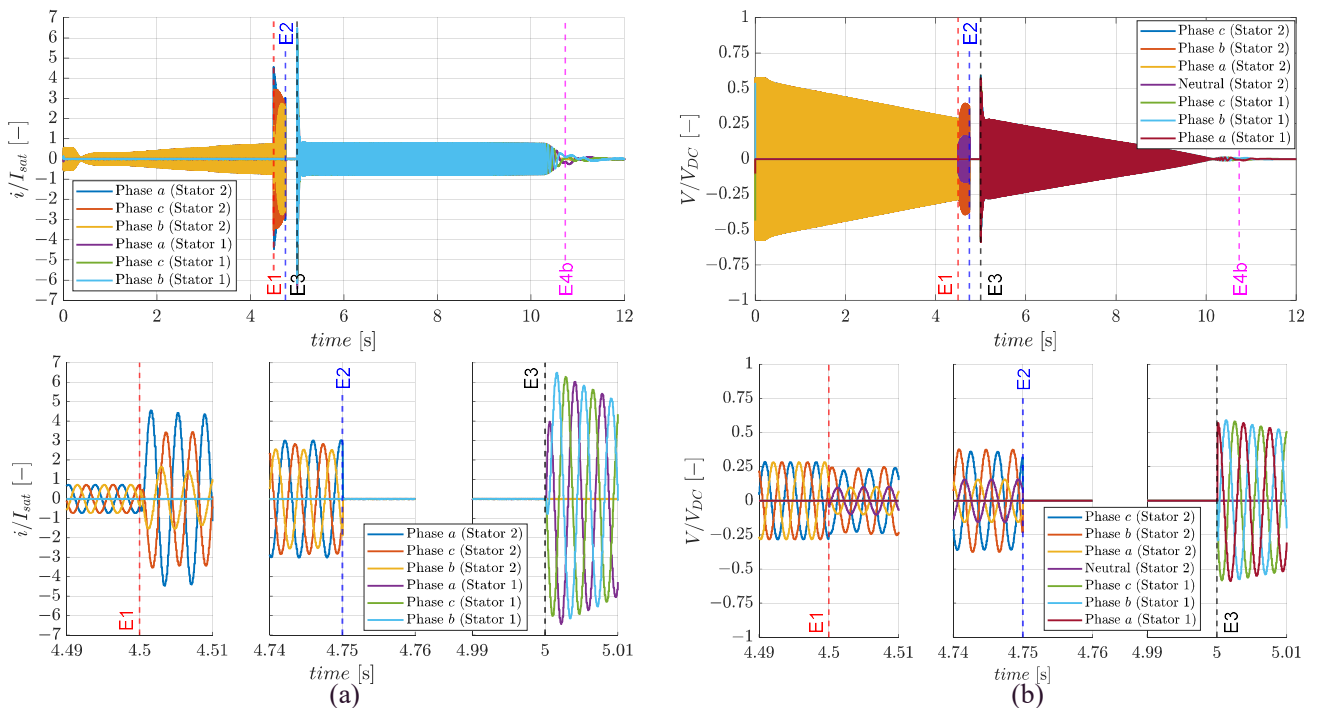 7
6
5
4
3
2
1
0
-1
-2
-3
-4
-5
-6
-7
i/I_sat [−]
E1
E2
E3
E4b
Phase a (Stator 2)
Phase c (Stator 2)
Phase b (Stator 2)
Phase a (Stator 1)
Phase c (Stator 1)
Phase b (Stator 1)
0 2 4 6 8 10 12
time [s]
1
0.75
0.5
0.25
0
-0.25
-0.5
-0.75
-1
V/V_DC [−]
E1
E2
E3
E4b
Phase c (Stator 2)
Phase b (Stator 2)
Phase a (Stator 2)
Neutral (Stator 2)
Phase c (Stator 1)
Phase b (Stator 1)
Phase a (Stator 1)
0 2 4 6 8 10 12
time [s]
7
6
5
4
3
2
1
0
-1
-2
-3
-4
-5
-6
-7
i/I_sat [−]
E1
E2
E3
Phase a (Stator 2)
Phase c (Stator 2)
Phase b (Stator 2)
Phase a (Stator 1)
Phase c (Stator 1)
Phase b (Stator 1)
4.49 4.5 4.51 4.74 4.75 4.76 4.99 5 5.01
time [s]
(a)
1
0.75
0.5
0.25
0
-0.25
-0.5
-0.75
-1
V/V_DC [−]
E1
E2
E3
Phase c (Stator 2)
Phase b (Stator 2)
Phase a (Stator 2)
Neutral (Stator 2)
Phase c (Stator 1)
Phase b (Stator 1)
Phase a (Stator 1)
4.49 4.5 4.51 4.74 4.75 4.76 4.99 5 5.01
time [s]
(b)